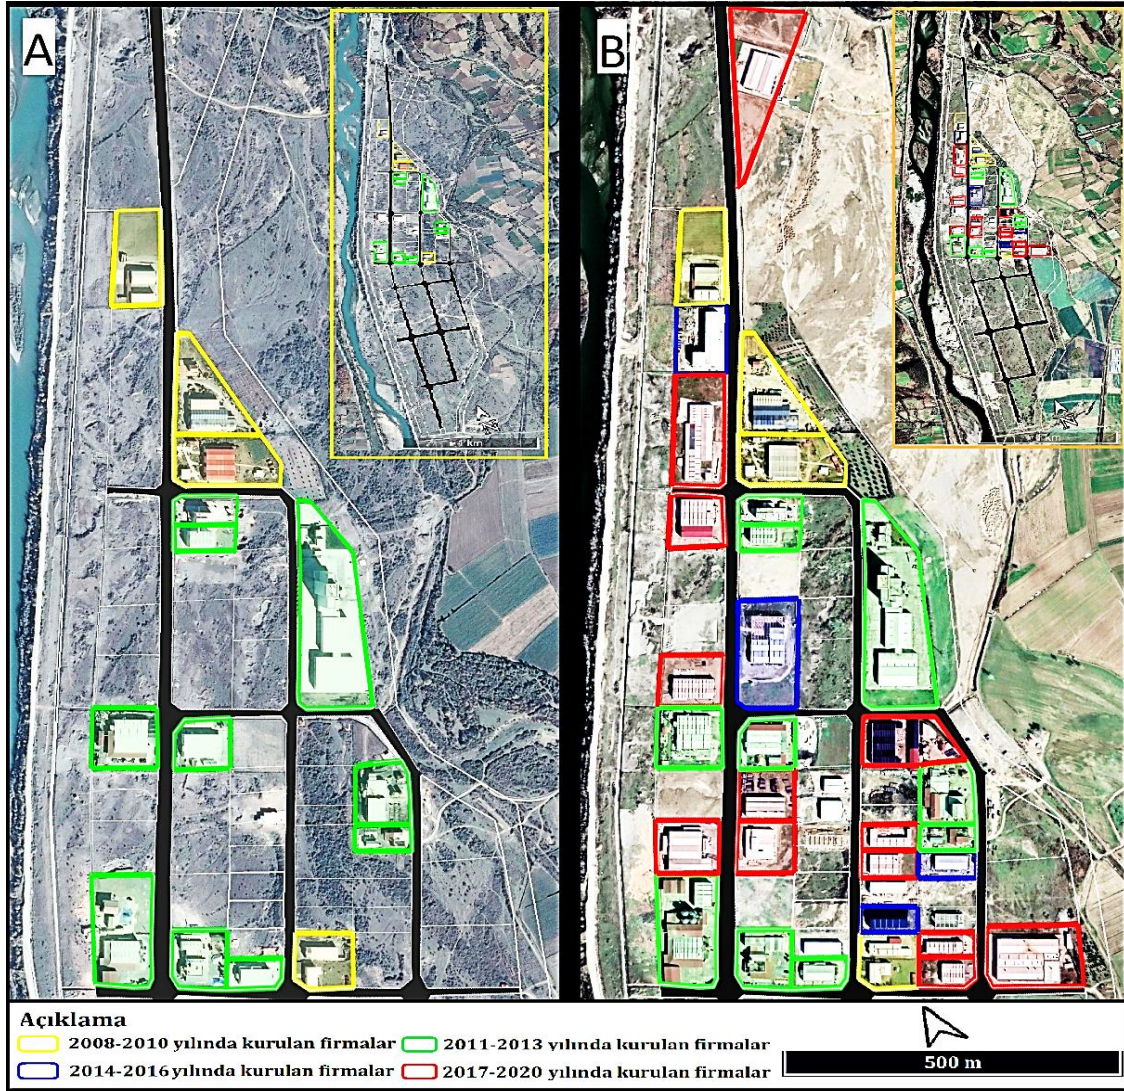 A
B
Açıklama
2008-2010 yılında kurulan firmalar
2011-2013 yılında kurulan firmalar
2014-2016 yılında kurulan firmalar
2017-2020 yılında kurulan firmalar
500 m